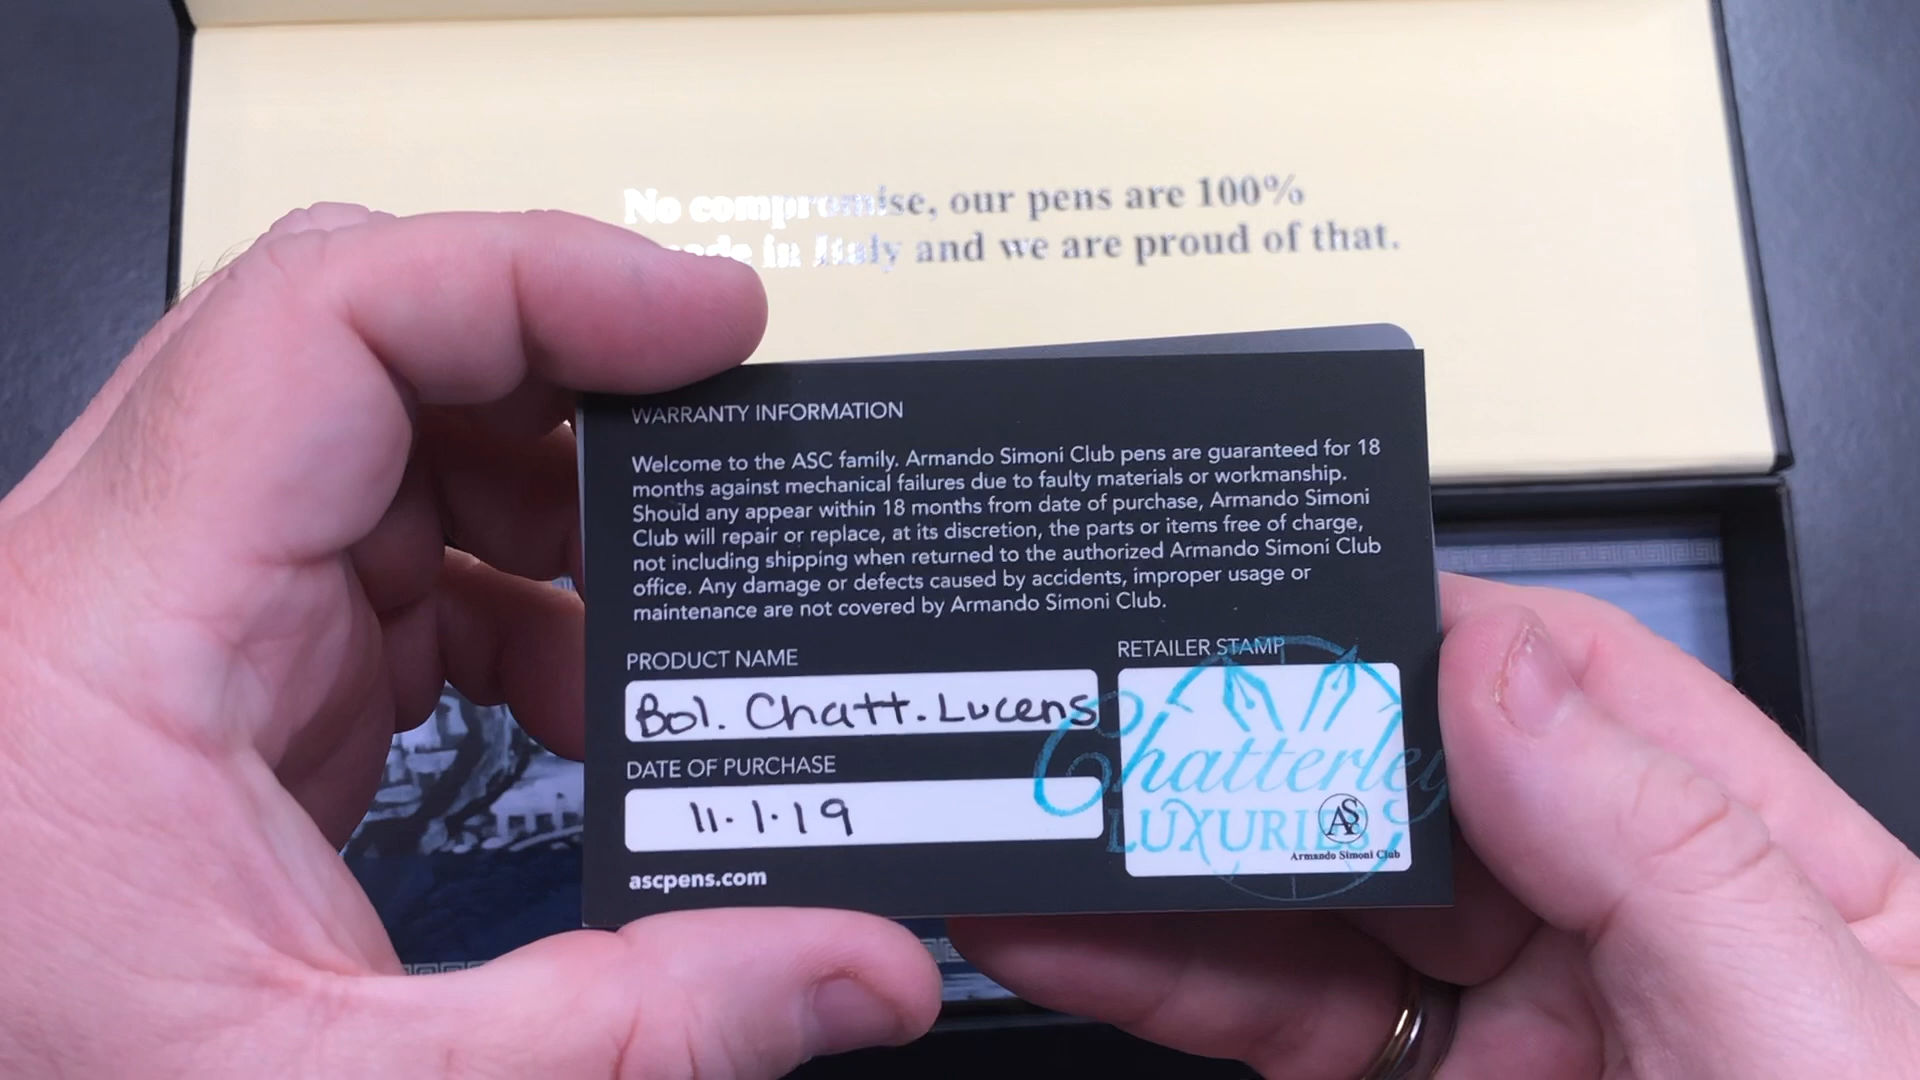 No compromise, our pens are 100%
made in Italy and we are proud of that.
WARRANTY INFORMATION
Welcome to the ASC family. Armando Simoni Club pens are guaranteed for 18
months against mechanical failures due to faulty materials or workmanship.
Should any appear within 18 months from date of purchase, Armando Simoni
Club will repair or replace, at its discretion, the parts or items free of charge,
not including shipping when returned to the authorized Armando Simoni Club
office. Any damage or defects caused by accidents, improper usage or
maintenance are not covered by Armando Simoni Club.
PRODUCT NAME
Bol. Chatt. Lucens
DATE OF PURCHASE
11.1.19
ascpens.com
RETAILER STAMP
Chatterley
LUXURIES
AS
Armando Simoni Club